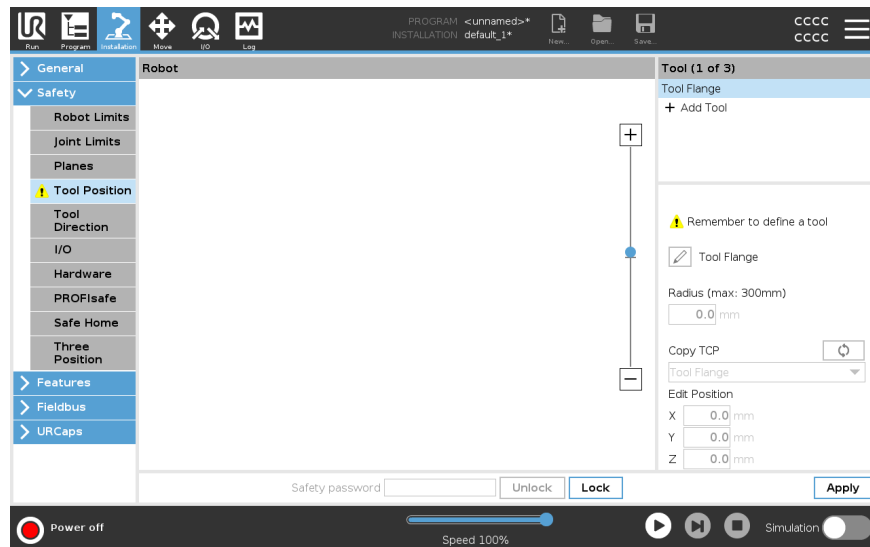 PROGRAM <unnamed>*
INSTALLATION default_1*
Run Program Installation Move I/O Log New... Open... Save...
cccc
cccc
General
Safety
Robot Limits
Joint Limits
Planes
Tool Position
Tool
Direction
I/O
Hardware
PROFIsafe
Safe Home
Three
Position
Features
Fieldbus
URCaps
Robot
Tool (1 of 3)
Tool Flange
+ Add Tool
Remember to define a tool
Tool Flange
Radius (max: 300mm)
0.0 mm
Copy TCP
Tool Flange
Edit Position
X 0.0 mm
Y 0.0 mm
Z 0.0 mm
Safety password Unlock Lock Apply
Power off
Speed 100%
Simulation